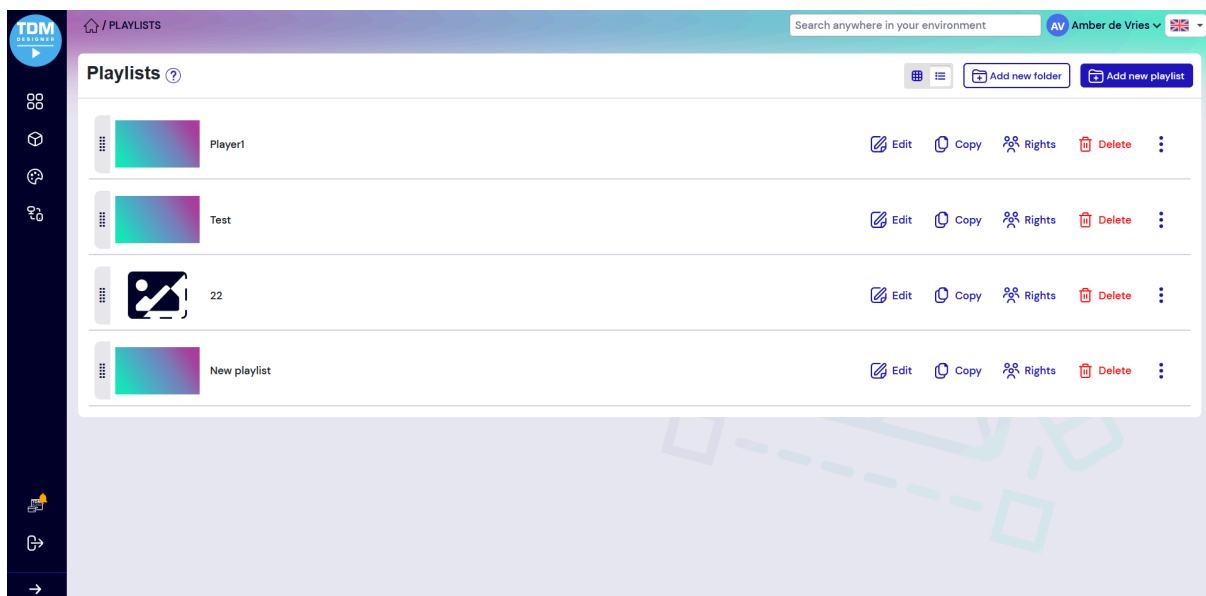 TDM
DESIGNER
/ PLAYLISTS
Search anywhere in your environment
AV Amber de Vries
Playlists ?
Add new folder
Add new playlist
Player1 Edit Copy Rights Delete
Test Edit Copy Rights Delete
22 Edit Copy Rights Delete
New playlist Edit Copy Rights Delete